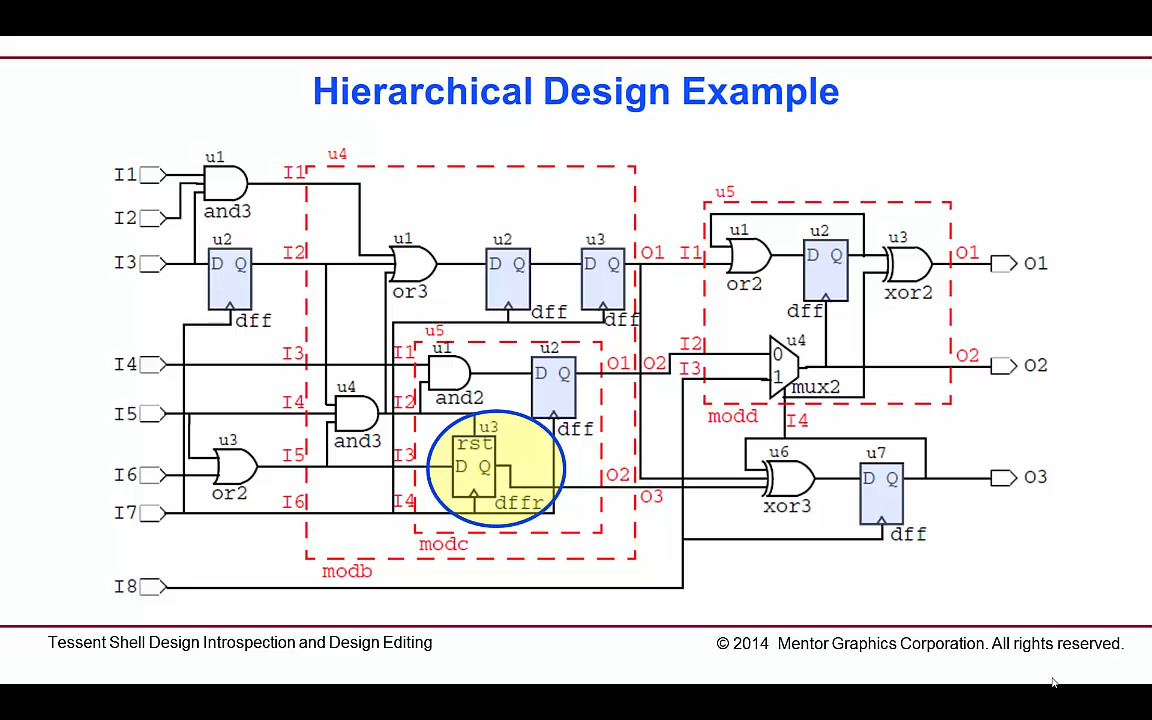 Hierarchical Design Example
u1
I1
I2
and3
I1
u4
u2
I3
D Q
dff
I2
u1
or3
u2
D Q
dff
u3
D Q
dff
O1
I1
u5
u1
or2
u2
D Q
dff
u3
xor2
O1
O1
I4
I3
I1
u5
u1
and2
u2
D Q
dff
O1
O2
I2
I3
u4
0
1
mux2
O2
O2
modd
I4
I5
I4
u4
and3
I2
u3
rst
D Q
dffr
I6
u3
or2
I5
I3
O2
O3
u6
xor3
u7
D Q
dff
O3
I7
I6
I4
modc
modb
I8
Tessent Shell Design Introspection and Design Editing
© 2014 Mentor Graphics Corporation. All rights reserved.